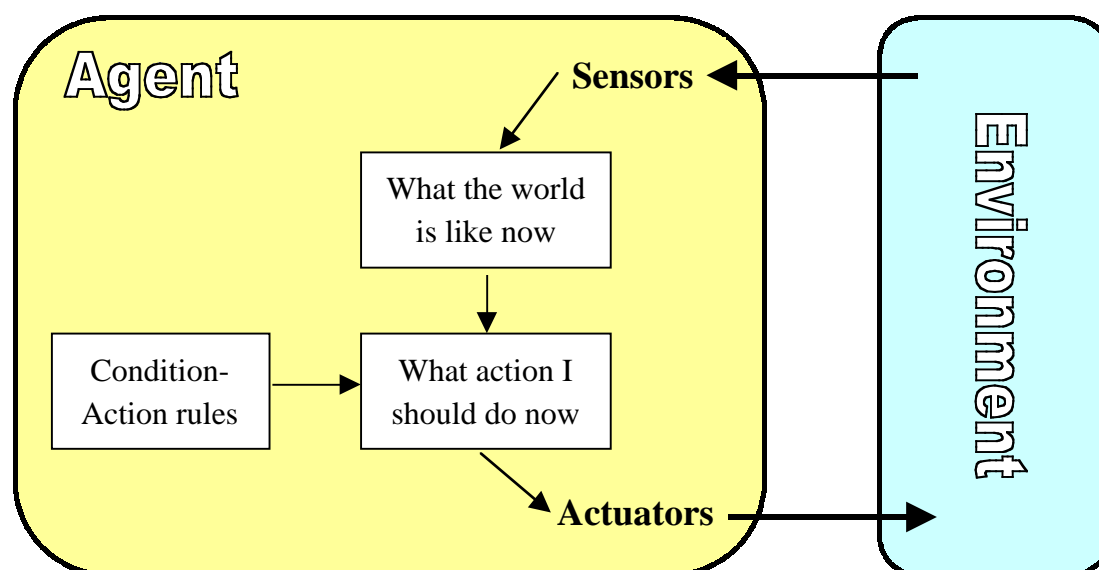 Agent
Sensors
What the world
is like now
Condition-
Action rules
What action I
should do now
Actuators
Environment